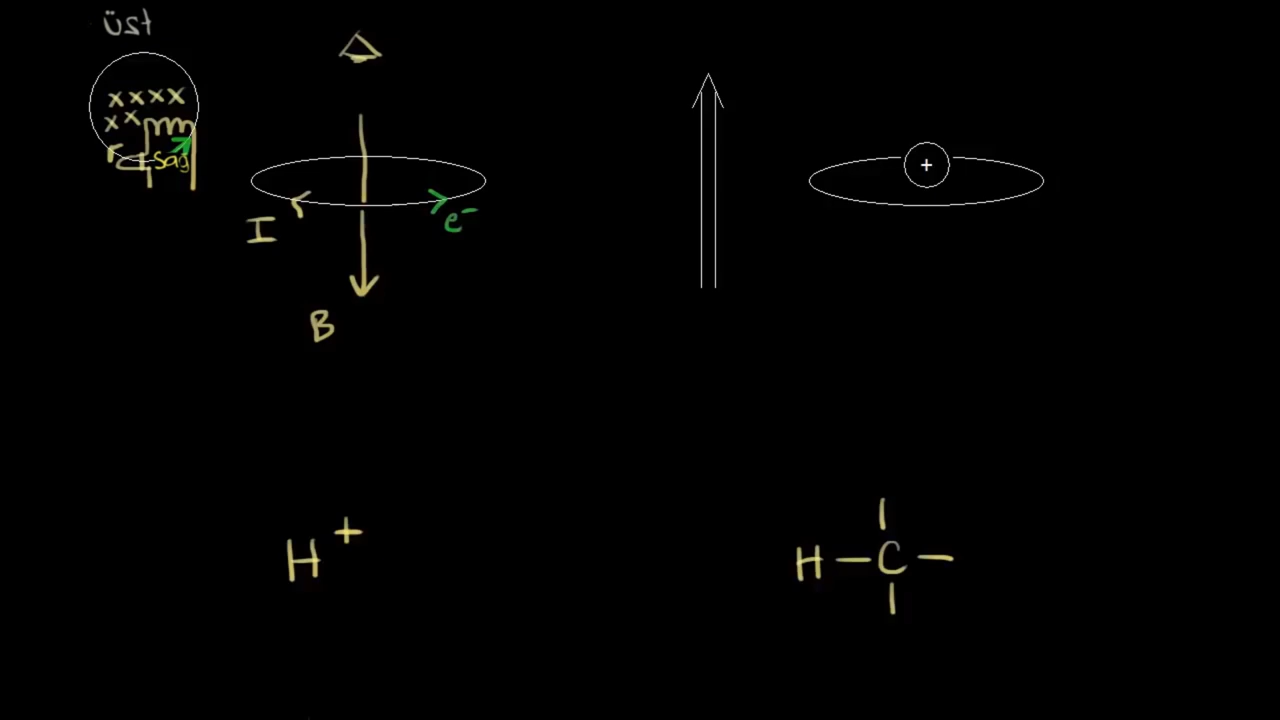 üst
xxxx
xx
sağ
I
e⁻
B
+
H⁺
H-C-